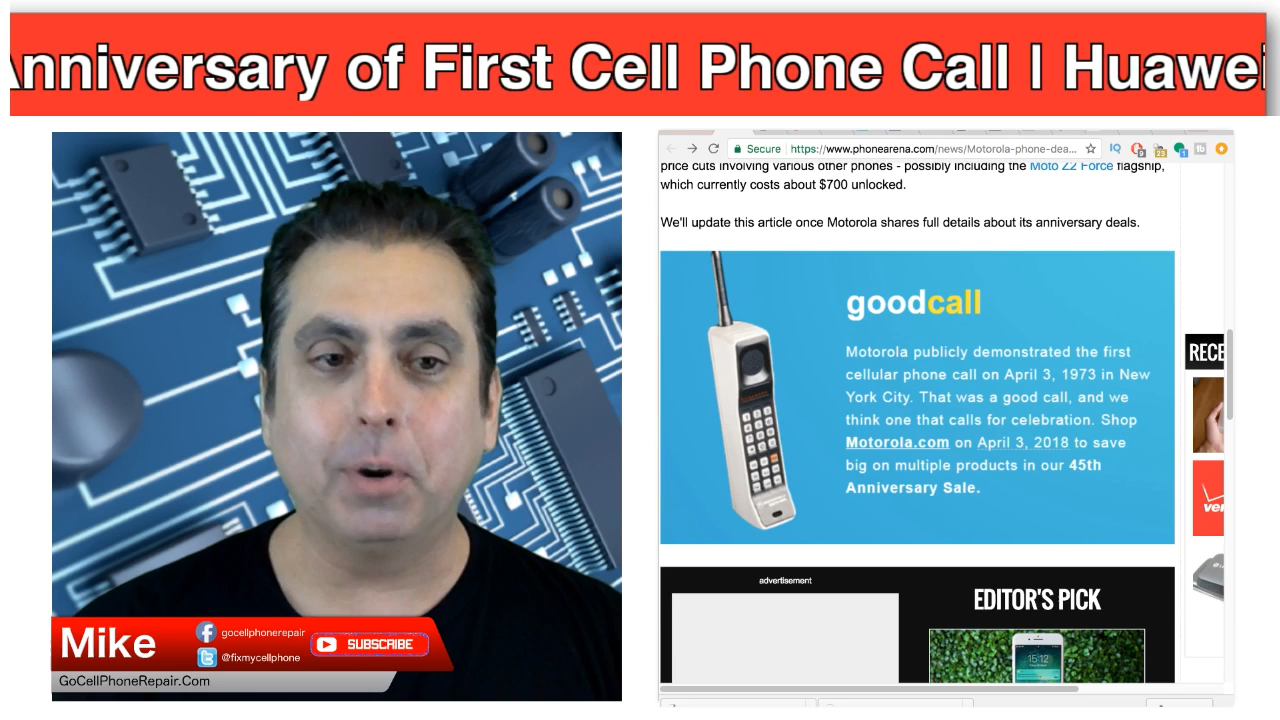 Anniversary of First Cell Phone Call | Huawei
Secure https://www.phonearena.com/news/Motorola-phone-dea...
price cuts involving various other phones - possibly including the Moto Z2 Force flagship,
which currently costs about $700 unlocked.
We'll update this article once Motorola shares full details about its anniversary deals.
goodcall
Motorola publicly demonstrated the first
cellular phone call on April 3, 1973 in New
York City. That was a good call, and we
think one that calls for celebration. Shop
Motorola.com on April 3, 2018 to save
big on multiple products in our 45th
Anniversary Sale.
RECE
ver
advertisement
EDITOR'S PICK
15:12
Mike
gocellphonerepair
@fixmycellphone
SUBSCRIBE
GoCellPhoneRepair.Com